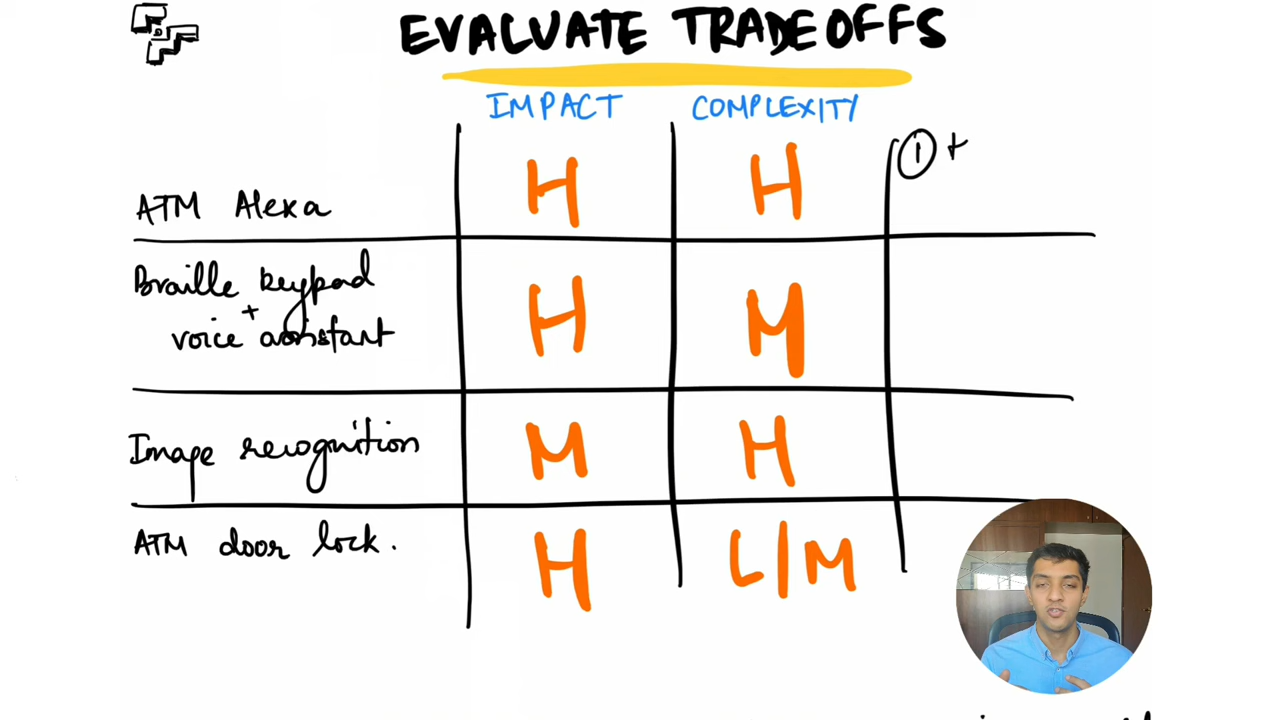 EVALUATE TRADEOFFS
IMPACT COMPLEXITY
ATM Alexa H H ① +
Braille keypad
+
voice assistant H M
Image recognition M H
ATM door lock. H L/M